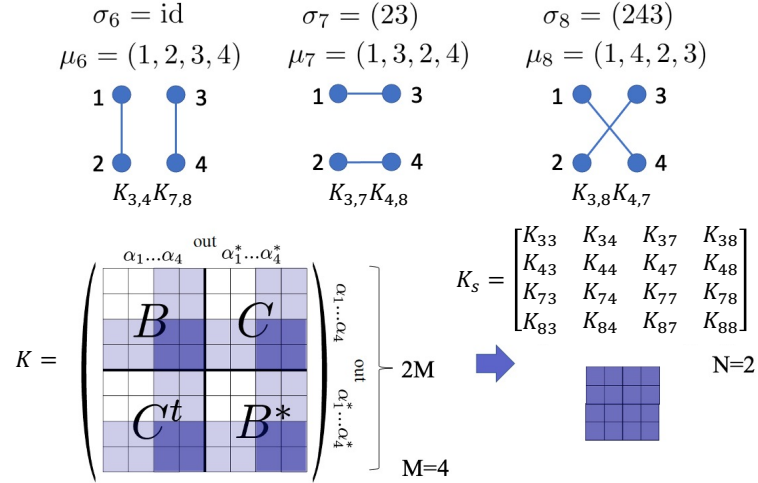 σ₆ = id σ₇ = (23) σ₈ = (243)
μ₆ = (1, 2, 3, 4) μ₇ = (1, 3, 2, 4) μ₈ = (1, 4, 2, 3)
1 3 1 3 1 3
2 4 2 4 2 4
K₃,₄K₇,₈ K₃,₇K₄,₈ K₃,₈K₄,₇
out
α₁...α₄ α₁*...α₄*
K =
B C
Cᵗ B*
α₁...α₄
out
α₁*...α₄*
2M
M=4
Kₛ =
K₃₃ K₃₄ K₃₇ K₃₈
K₄₃ K₄₄ K₄₇ K₄₈
K₇₃ K₇₄ K₇₇ K₇₈
K₈₃ K₈₄ K₈₇ K₈₈
N=2